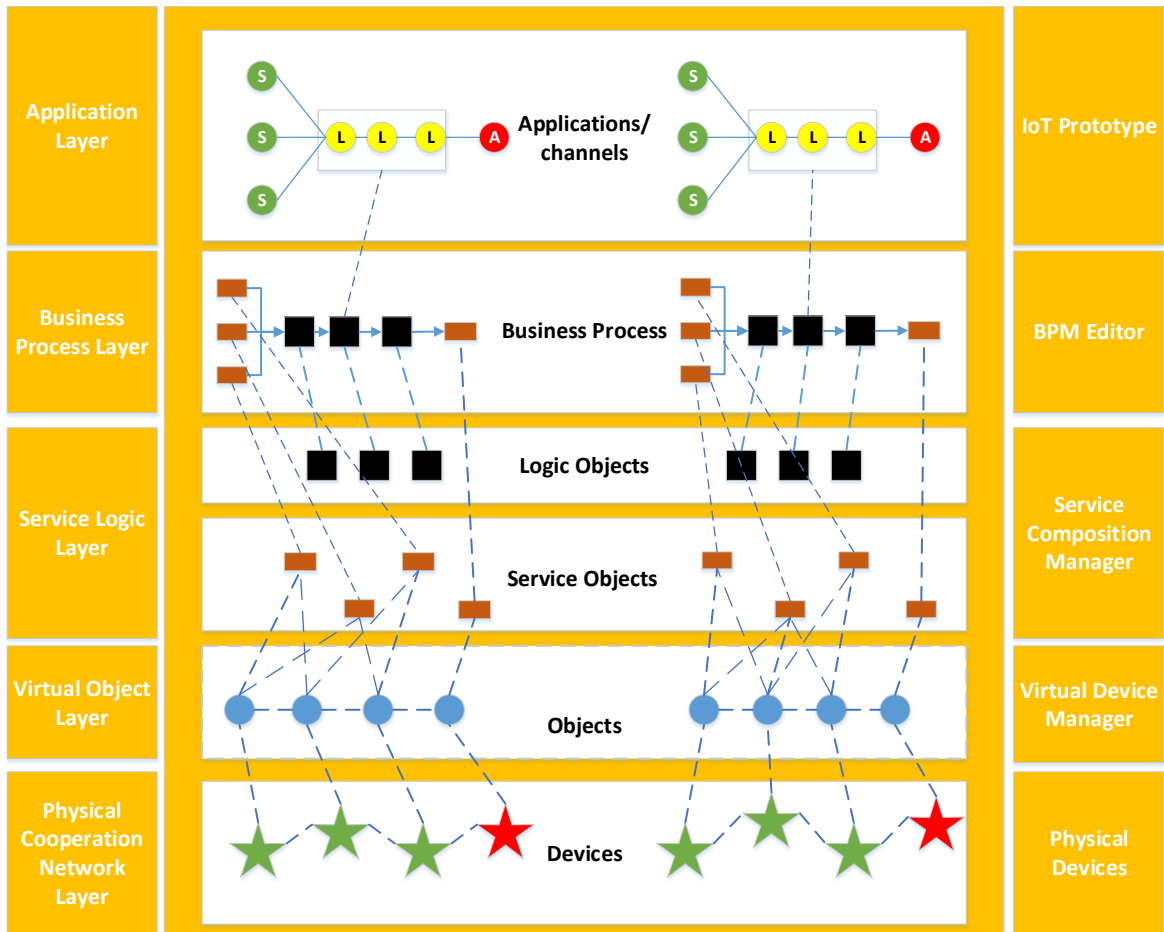 Application
Layer
S
S
S
L L L
A
Applications/
channels
S
S
S
L L L
A
IoT Prototype
Business
Process Layer
Business Process
BPM Editor
Service Logic
Layer
Logic Objects
Service Objects
Service
Composition
Manager
Virtual Object
Layer
Objects
Virtual Device
Manager
Physical
Cooperation
Network
Layer
Devices
Physical
Devices